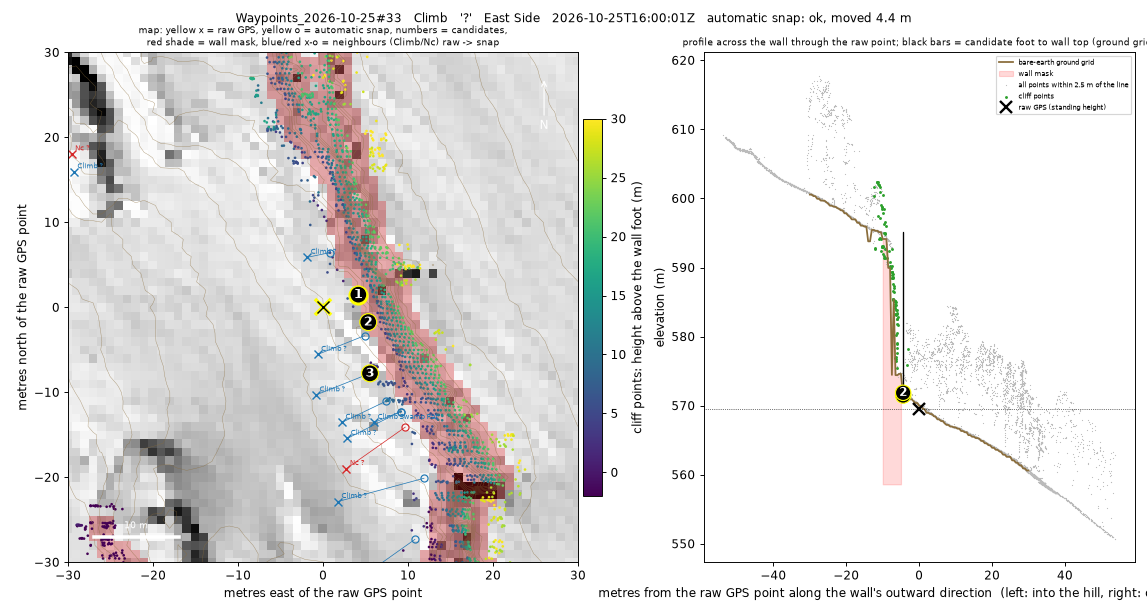 Waypoints_2026-10-25#33 Climb '?' East Side 2026-10-25T16:00:01Z automatic snap: ok, moved 4.4 m
map: yellow x = raw GPS, yellow o = automatic snap, numbers = candidates,
red shade = wall mask, blue/red x-o = neighbours (Climb/Nc) raw -> snap
profile across the wall through the raw point; black bars = candidate foot to wall top (ground gri
30
20
10
0
−10
−20
−30
−30
−20
−10
0
10
20
30
metres north of the raw GPS point
metres east of the raw GPS point
N
Nc ?
Climb ?
Climb ?
Climb ?
Climb ?
Climb ?
Climb ?
Nc ?
Climb ?
1
2
3
10 m
30
25
20
15
10
5
0
cliff points: height above the wall foot (m)
620
610
600
590
580
570
560
550
elevation (m)
−40
−20
0
20
40
metres from the raw GPS point along the wall's outward direction (left: into the hill, right:
bare-earth ground grid
wall mask
all points within 2.5 m of the line
cliff points
raw GPS (standing height)
2